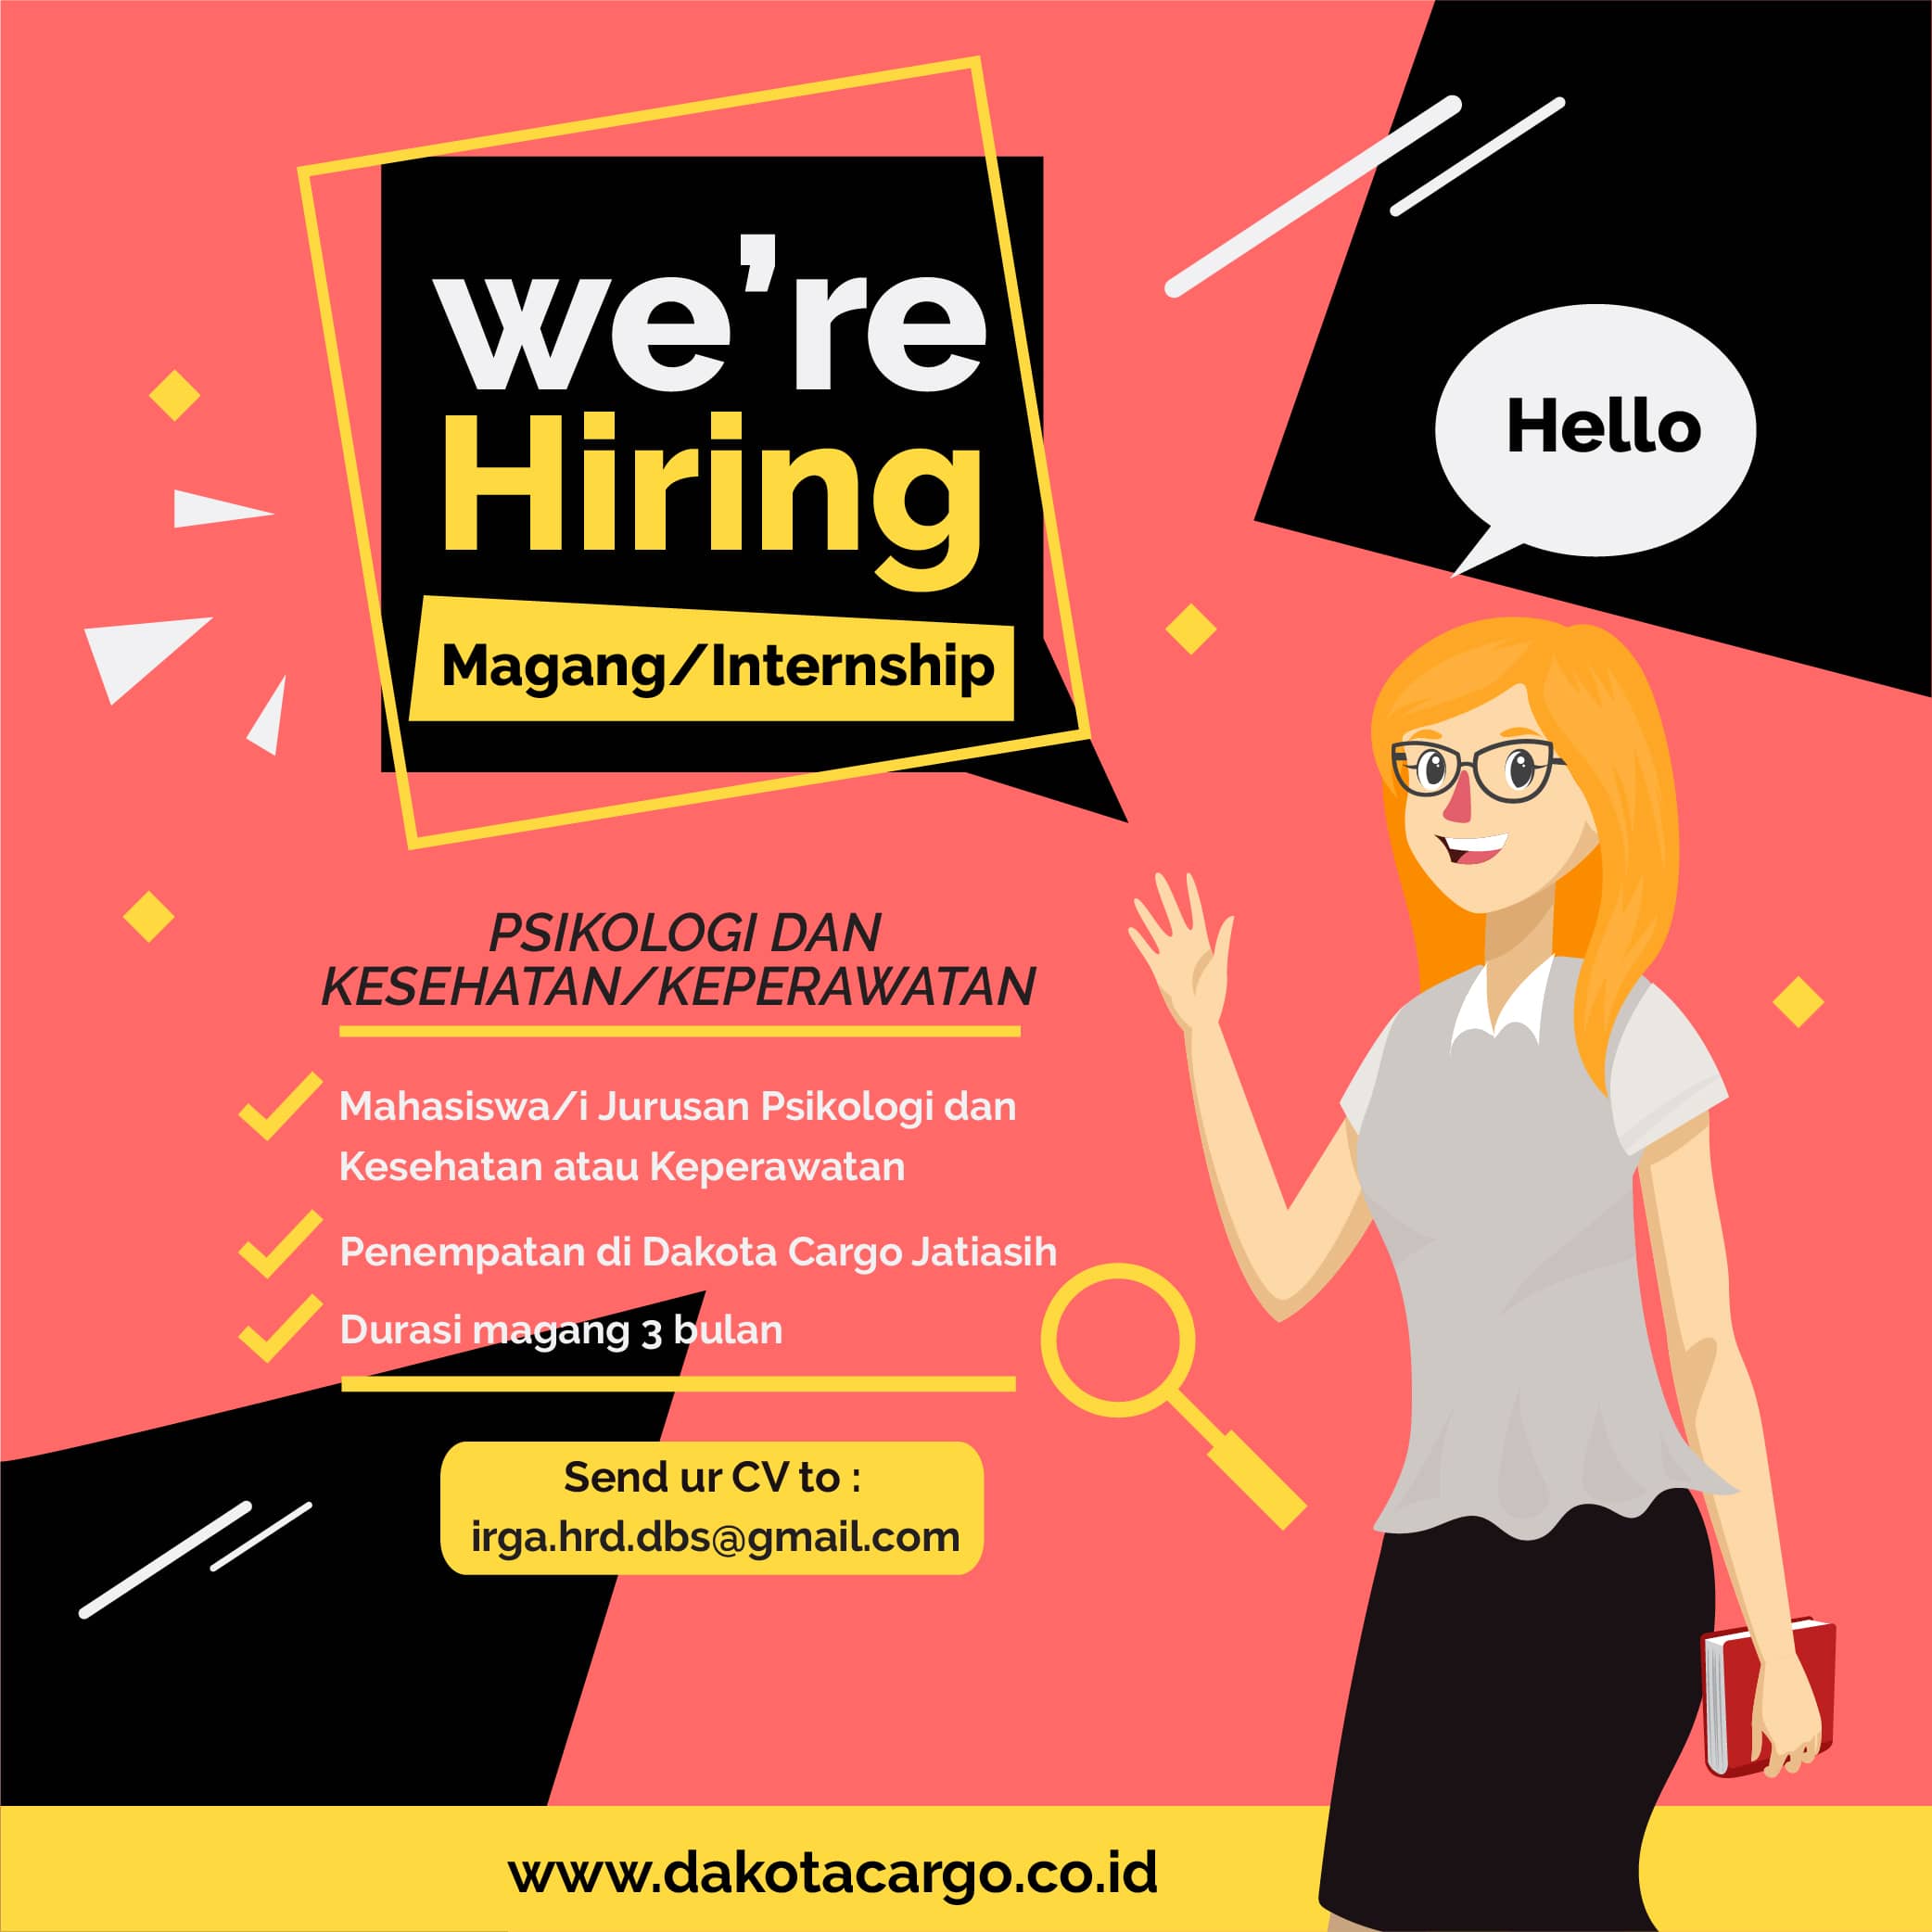 we're
Hiring
Magang/Internship
Hello
PSIKOLOGI DAN
KESEHATAN/KEPERAWATAN
Mahasiswa/i Jurusan Psikologi dan
Kesehatan atau Keperawatan
Penempatan di Dakota Cargo Jatiasih
Durasi magang 3 bulan
Send ur CV to :
irga.hrd.dbs@gmail.com
www.dakotacargo.co.id